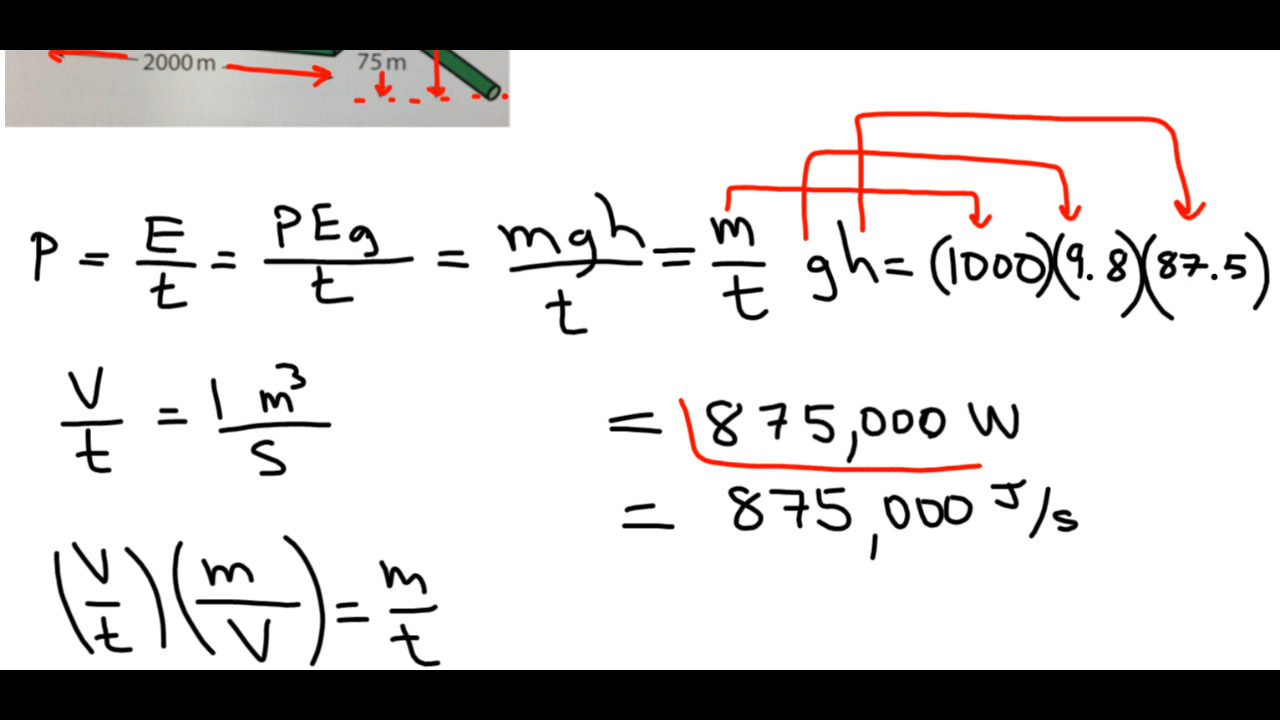 2000 m 75 m
P = E/t = PEg/t = mgh/t = m/t gh = (1000)(9.8)(87.5)
V/t = 1 m³/s
= 875,000 W
= 875,000 J/s
(V/t)(m/V) = m/t